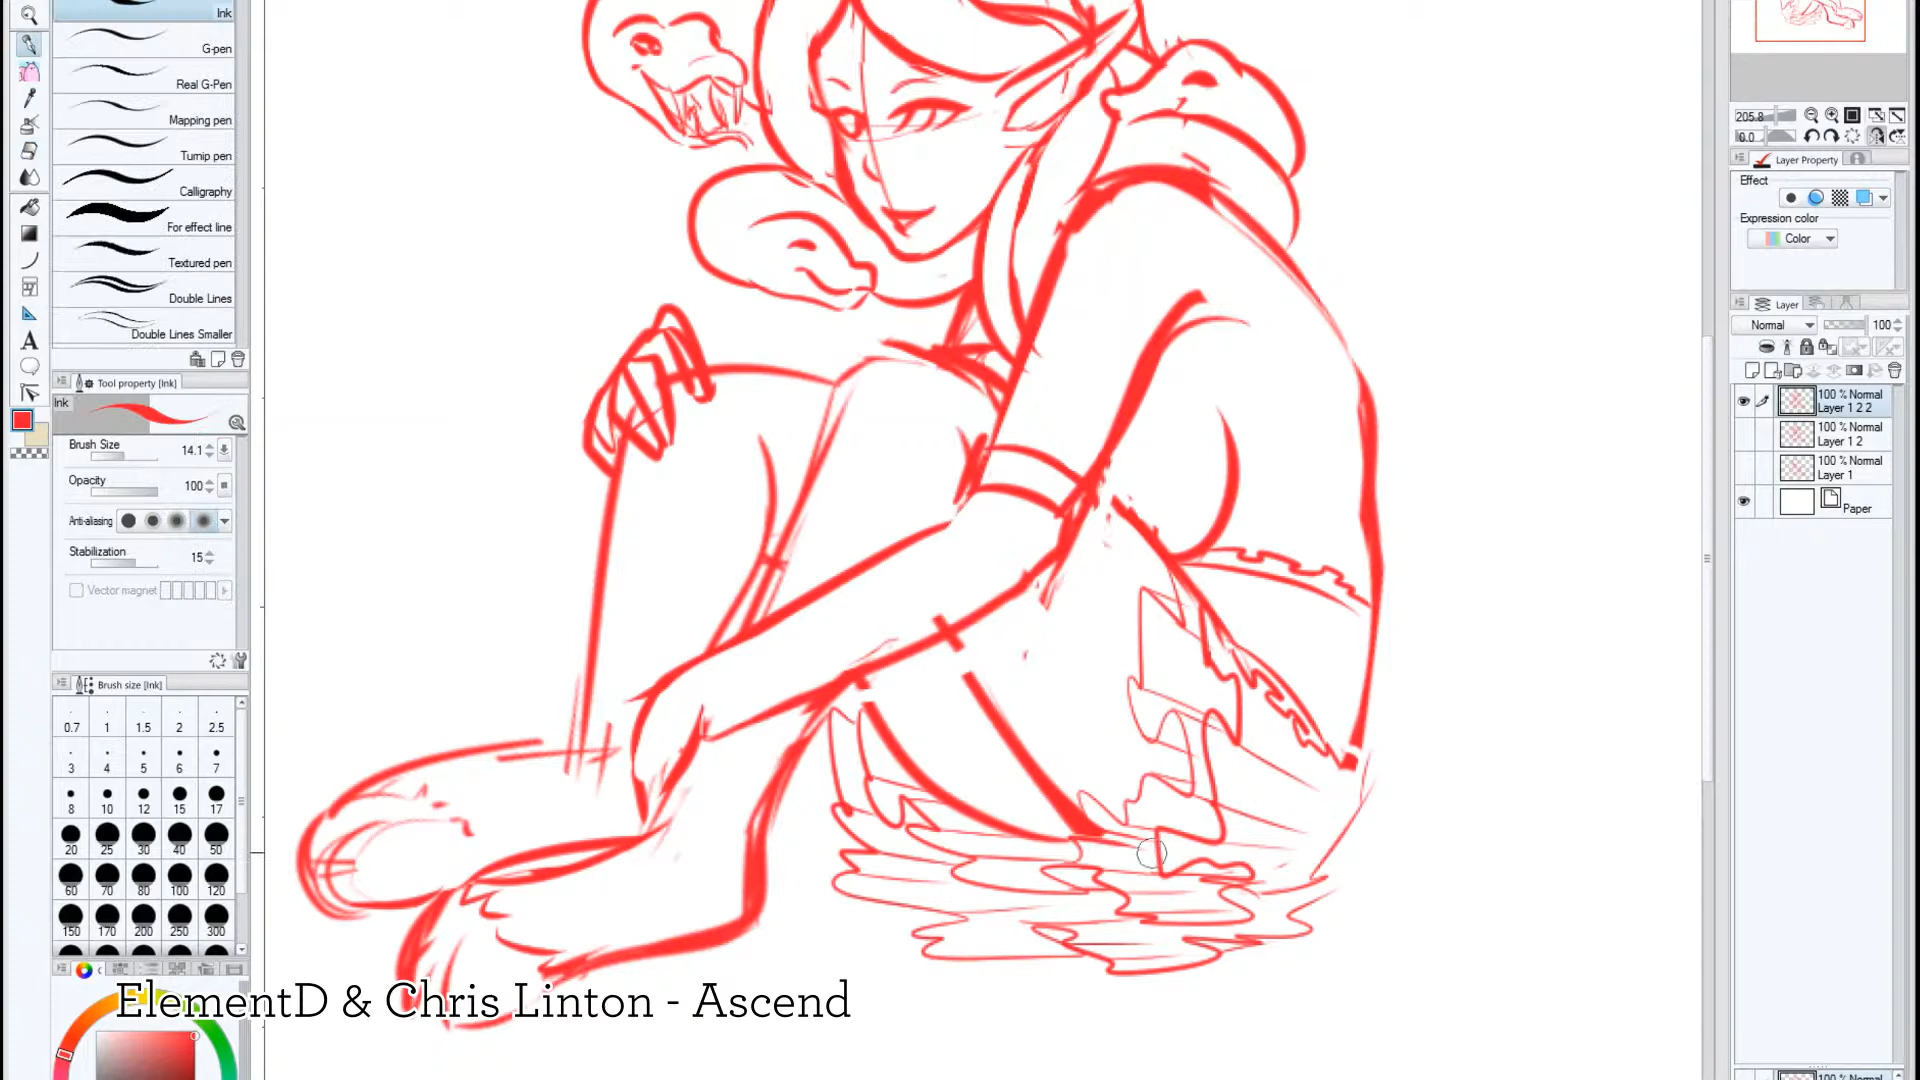 Ink
G-pen
Real G-Pen
Mapping pen
Turnip pen
Calligraphy
For effect line
Textured pen
Double Lines
Double Lines Smaller
Tool property [Ink]
Ink
Brush Size 14.1
Opacity 100
Anti-aliasing
Stabilization 15
Vector magnet
Brush size [Ink]
0.7 1 1.5 2 2.5
3 4 5 6 7
8 10 12 15 17
20 25 30 40 50
60 70 80 100 120
150 170 200 250 300
ElementD & Chris Linton - Ascend
205.8
0.0
Layer Property
Effect
Expression color
Color
Layer
Normal 100
100 % Normal
Layer 1 2 2
100 % Normal
Layer 1 2
100 % Normal
Layer 1
Paper
100 % Normal